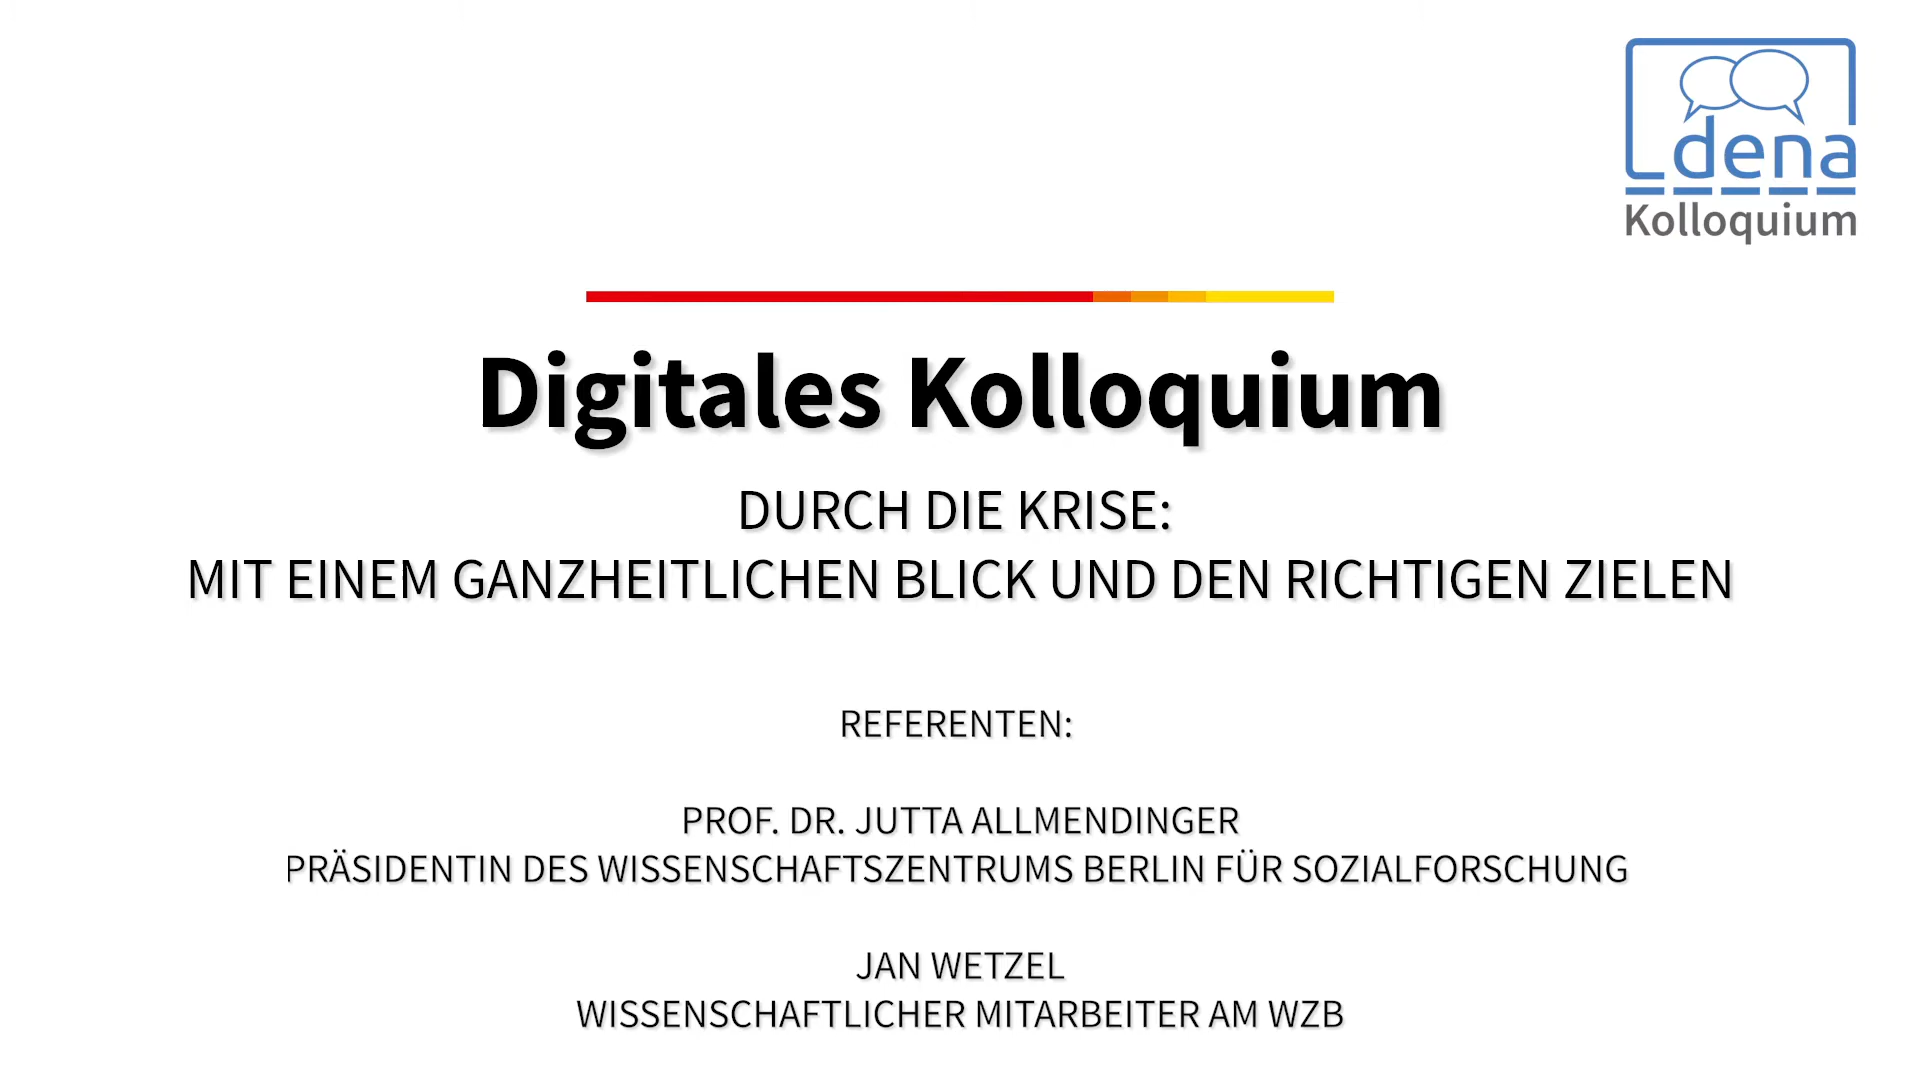 dena
Kolloquium
Digitales Kolloquium
DURCH DIE KRISE:
MIT EINEM GANZHEITLICHEN BLICK UND DEN RICHTIGEN ZIELEN
REFERENTEN:
PROF. DR. JUTTA ALLMENDINGER
PRÄSIDENTIN DES WISSENSCHAFTSZENTRUMS BERLIN FÜR SOZIALFORSCHUNG
JAN WETZEL
WISSENSCHAFTLICHER MITARBEITER AM WZB